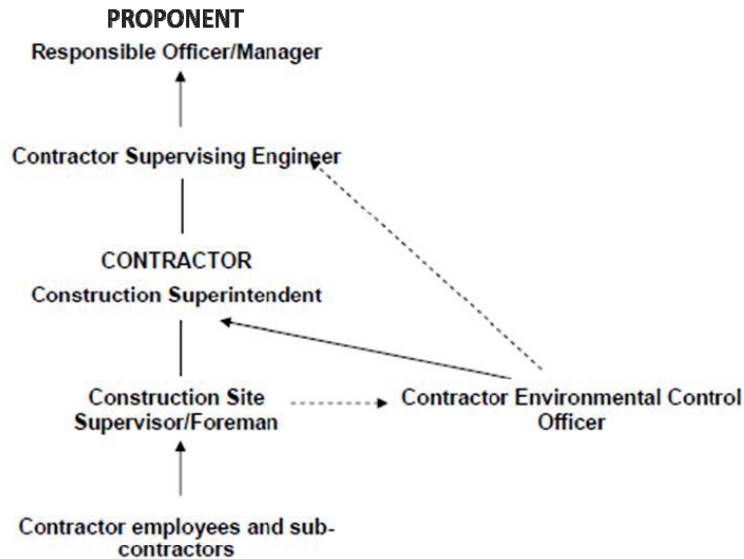 PROPONENT
Responsible Officer/Manager
Contractor Supervising Engineer
CONTRACTOR
Construction Superintendent
Construction Site
Supervisor/Foreman
Contractor Environmental Control
Officer
Contractor employees and sub-
contractors